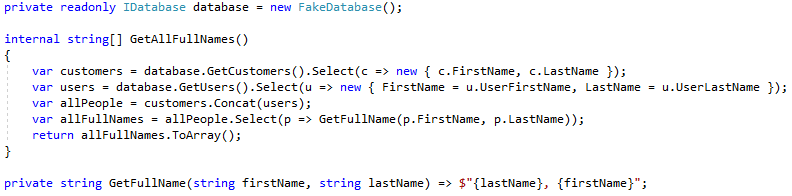 private readonly IDatabase database = new FakeDatabase();

internal string[] GetAllFullNames()
{
    var customers = database.GetCustomers().Select(c => new { c.FirstName, c.LastName });
    var users = database.GetUsers().Select(u => new { FirstName = u.UserFirstName, LastName = u.UserLastName });
    var allPeople = customers.Concat(users);
    var allFullNames = allPeople.Select(p => GetFullName(p.FirstName, p.LastName));
    return allFullNames.ToArray();
}

private string GetFullName(string firstName, string lastName) => $"{lastName}, {firstName}";